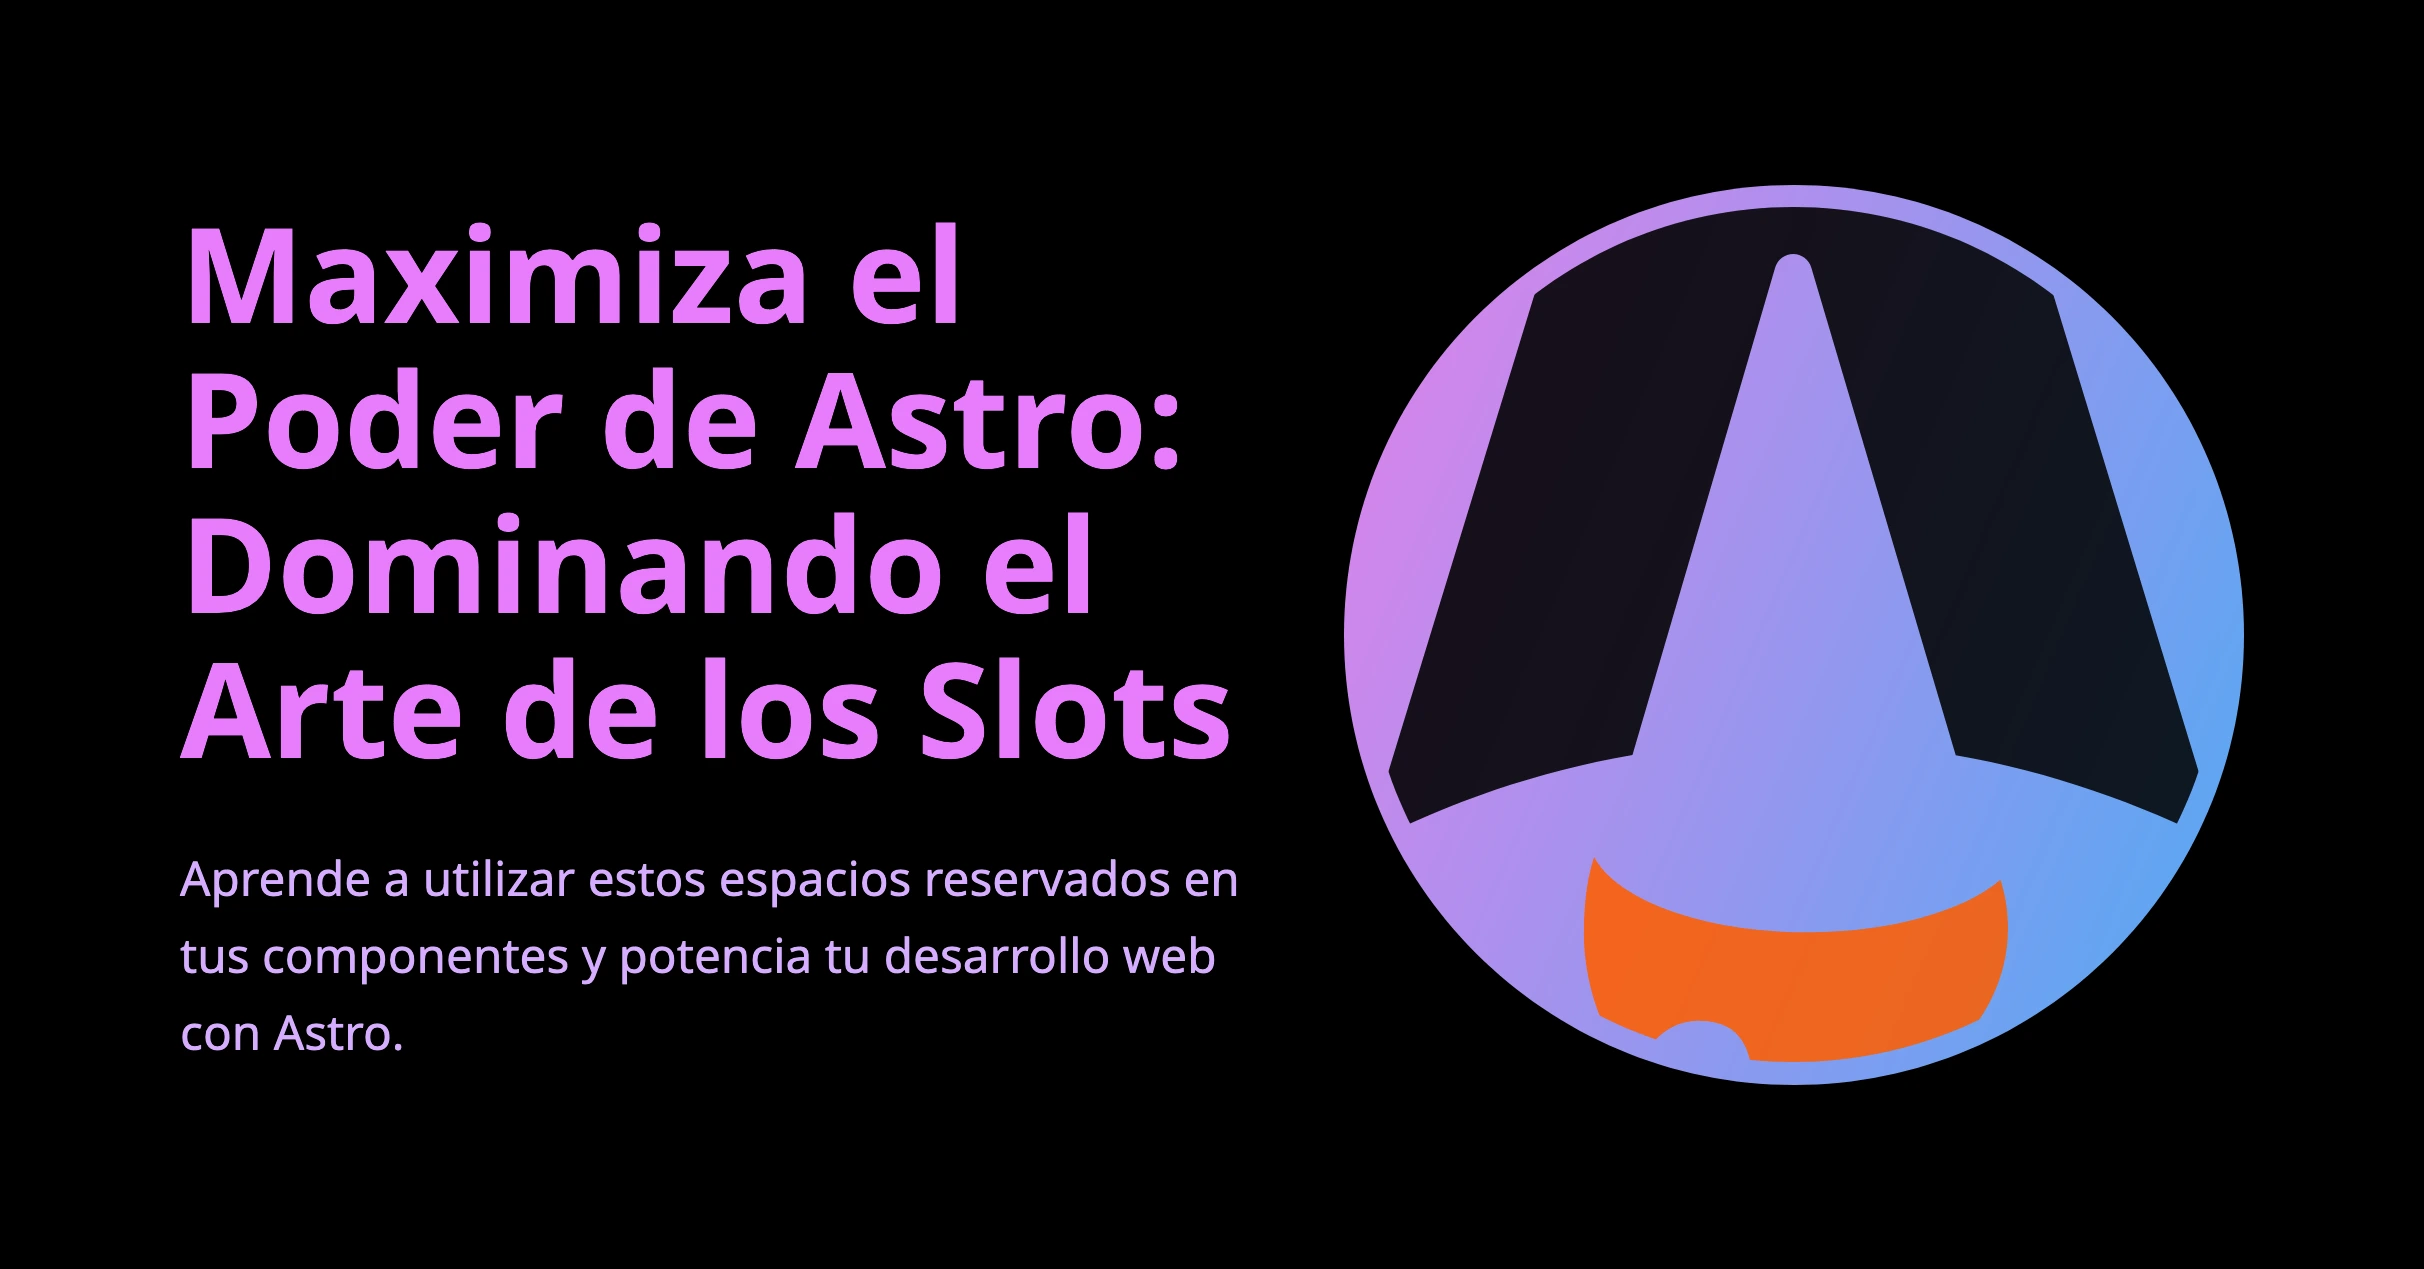 Maximiza el
Poder de Astro:
Dominando el
Arte de los Slots
Aprende a utilizar estos espacios reservados en
tus componentes y potencia tu desarrollo web
con Astro.